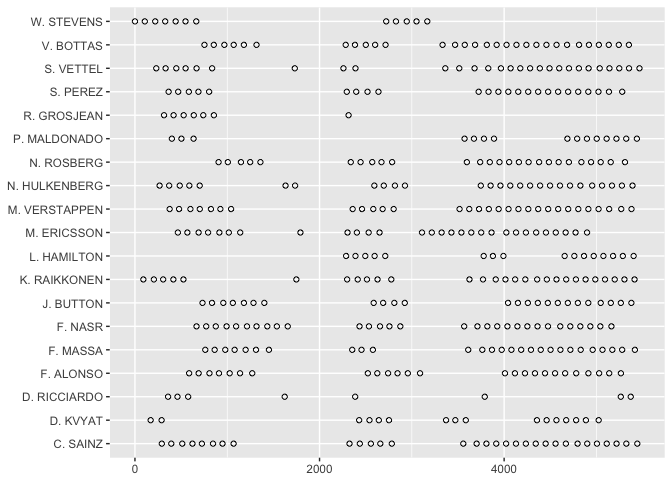 W. STEVENS
V. BOTTAS
S. VETTEL
S. PEREZ
R. GROSJEAN
P. MALDONADO
N. ROSBERG
N. HULKENBERG
M. VERSTAPPEN
M. ERICSSON
L. HAMILTON
K. RAIKKONEN
J. BUTTON
F. NASR
F. MASSA
F. ALONSO
D. RICCIARDO
D. KVYAT
C. SAINZ
0 2000 4000